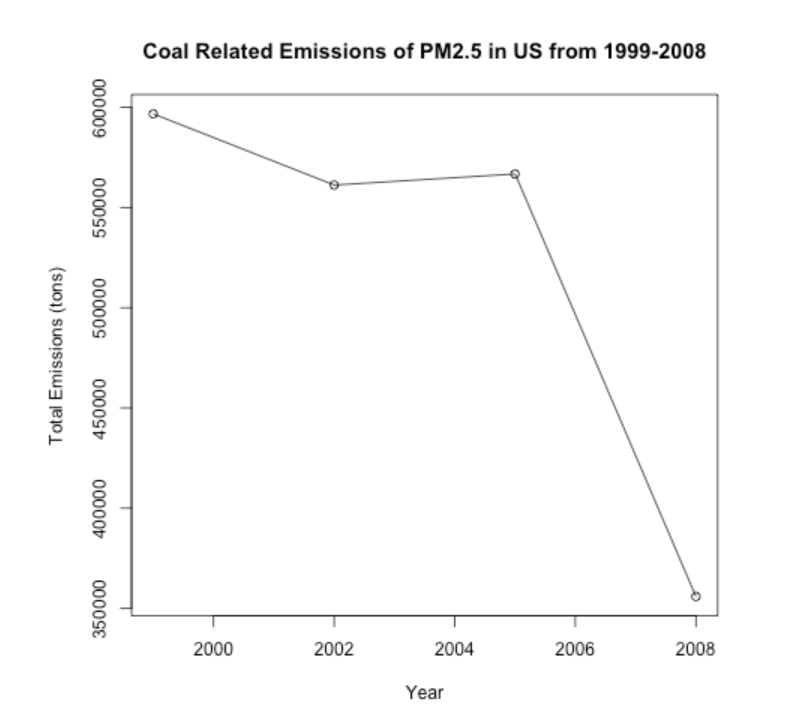 Coal Related Emissions of PM2.5 in US from 1999-2008
Total Emissions (tons)
600000
550000
500000
450000
400000
350000
2000 2002 2004 2006 2008
Year